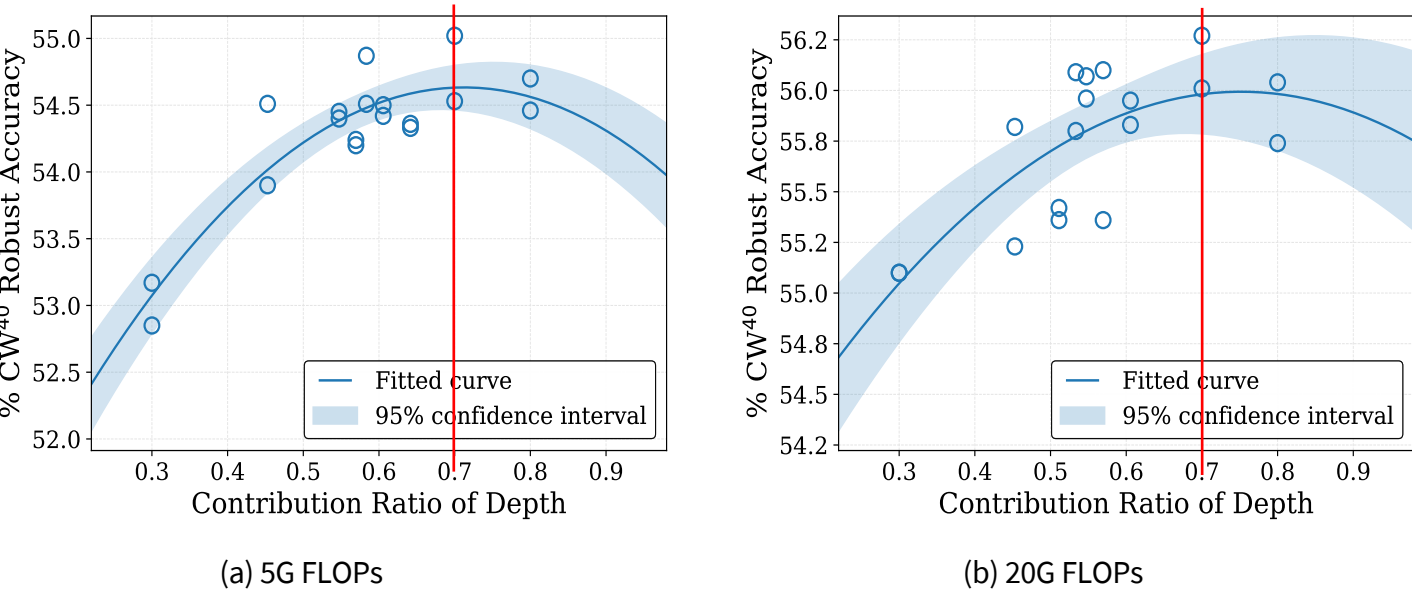 % CW40 Robust Accuracy
55.0
54.5
54.0
53.5
53.0
52.5
52.0
Fitted curve
95% confidence interval
0.3 0.4 0.5 0.6 0.7 0.8 0.9
Contribution Ratio of Depth
(a) 5G FLOPs
% CW40 Robust Accuracy
56.2
56.0
55.8
55.5
55.2
55.0
54.8
54.5
54.2
Fitted curve
95% confidence interval
0.3 0.4 0.5 0.6 0.7 0.8 0.9
Contribution Ratio of Depth
(b) 20G FLOPs